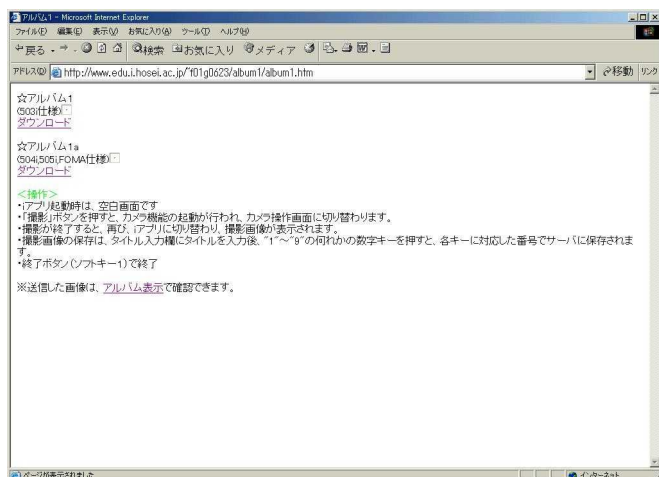 アルバム1 - Microsoft Internet Explorer
ファイル(F) 編集(E) 表示(V) お気に入り(A) ツール(T) ヘルプ(H)
戻る 検索 お気に入り メディア
アドレス(D) http://www.edu.i.hosei.ac.jp/~f01g0623/album1/album1.htm 移動 リンク
☆アルバム1
(503i仕様)
ダウンロード
☆アルバム1a
(504i,505i,FOMA仕様)
ダウンロード
<操作>
・iアプリ起動時は、空白画面です
・「撮影」ボタンを押すと、カメラ機能の起動が行われ、カメラ操作画面に切り替わります。
・撮影が終了すると、再び、iアプリに切り替わり、撮影画像が表示されます。
・撮影画像の保存は、タイトル入力欄にタイトルを入力後、"1"～"9"の何れかの数字キーを押すと、各キーに対応した番号でサーバに保存されま
す。
・終了ボタン(ソフトキー1)で終了
※送信した画像は、アルバム表示で確認できます。
ページが表示されました インターネット